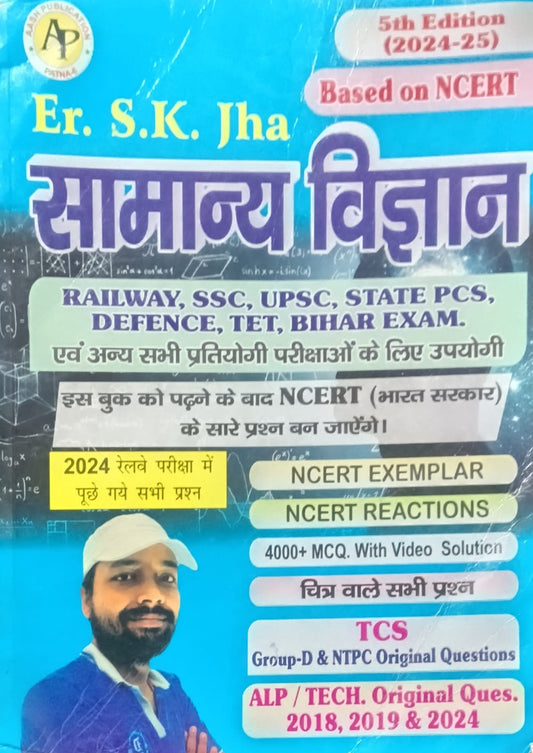 AASH PUBLICATION
AP
PATNA-4
5th Edition
(2024-25)
Based on NCERT
Er. S.K. Jha
सामान्य विज्ञान
RAILWAY, SSC, UPSC, STATE PCS,
DEFENCE, TET, BIHAR EXAM.
एवं अन्य सभी प्रतियोगी परीक्षाओं के लिए उपयोगी
इस बुक को पढ़ने के बाद NCERT (भारत सरकार)
के सारे प्रश्न बन जाऐंगे।
2024 रेलवे परीक्षा में
पूछे गये सभी प्रश्न
NCERT EXEMPLAR
NCERT REACTIONS
4000+ MCQ. With Video Solution
चित्र वाले सभी प्रश्न
TCS
Group-D & NTPC Original Questions
ALP / TECH. Original Ques.
2018, 2019 & 2024